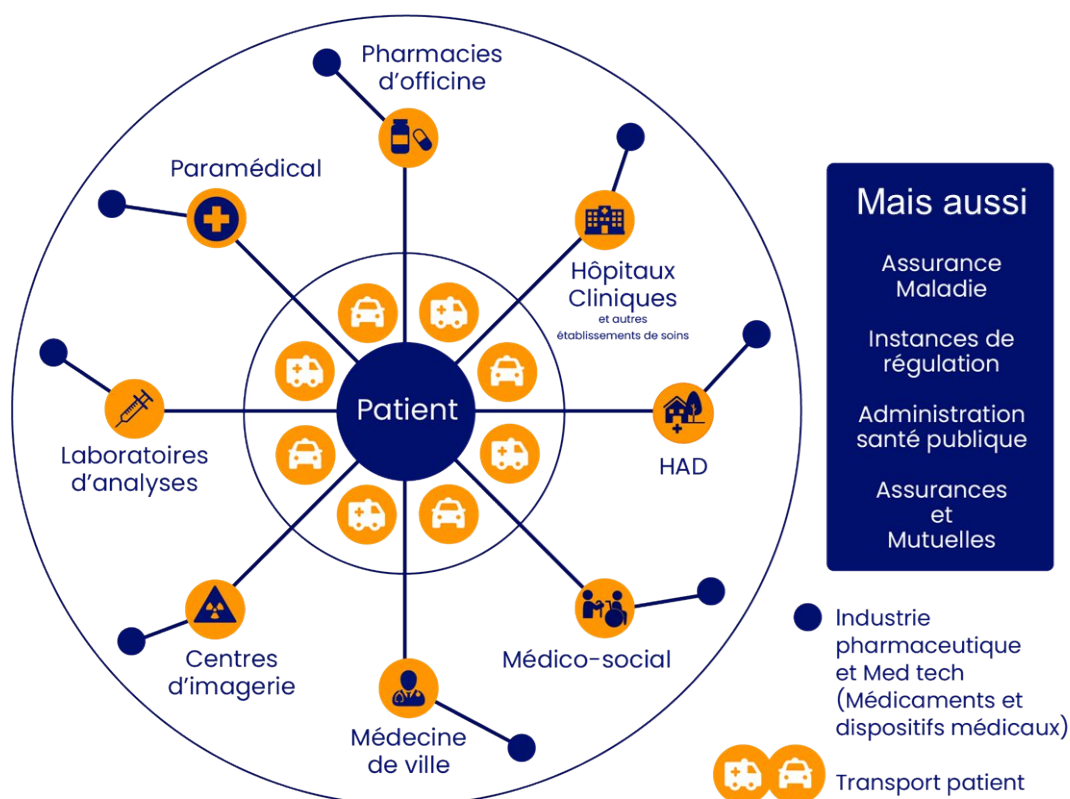 Pharmacies
d’officine
Paramédical
Hôpitaux
Cliniques
et autres
établissements de soins
Patient
Laboratoires
d’analyses
HAD
Centres
d’imagerie
Médecine
de ville
Médico-social
Mais aussi
Assurance
Maladie
Instances de
régulation
Administration
santé publique
Assurances
et
Mutuelles
Industrie
pharmaceutique
et Med tech
(Médicaments et
dispositifs médicaux)
Transport patient